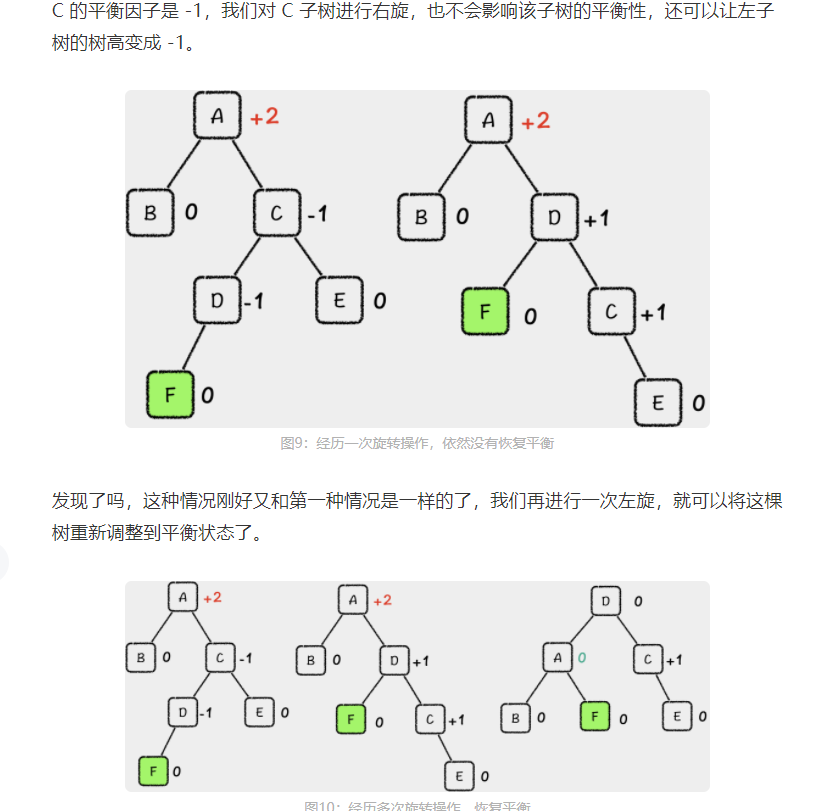 C 的平衡因子是 -1，我们对 C 子树进行右旋，也不会影响该子树的平衡性，还可以让左子
树的树高变成 -1。
A +2 A +2
B 0 C -1 B 0 D +1
D -1 E 0 F 0 C +1
F 0 E 0
图9：经历一次旋转操作，依然没有恢复平衡
发现了吗，这种情况刚好又和第一种情况是一样的了，我们再进行一次左旋，就可以将这棵
树重新调整到平衡状态了。
A +2 A +2 D 0
B 0 C -1 B 0 D +1 A 0 C +1
D -1 E 0 F 0 C +1 B 0 F 0 E 0
F 0 E 0
图10：经历多次旋转操作，恢复平衡